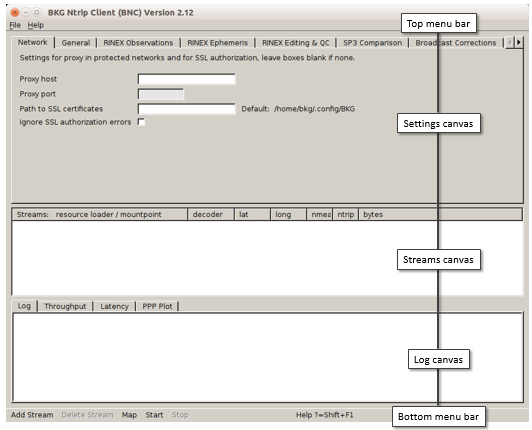 BKG Ntrip Client (BNC) Version 2.12
File Help
Top menu bar
Network General RINEX Observations RINEX Ephemeris RINEX Editing & QC SP3 Comparison Broadcast Corrections
Settings for proxy in protected networks and for SSL authorization, leave boxes blank if none.
Proxy host
Proxy port
Path to SSL certificates Default: /home/bkg/.config/BKG
Ignore SSL authorization errors
Settings canvas
Streams: resource loader / mountpoint decoder lat long nmea ntrip bytes
Streams canvas
Log Throughput Latency PPP Plot
Log canvas
Add Stream Delete Stream Map Start Stop Help ?=Shift+F1
Bottom menu bar